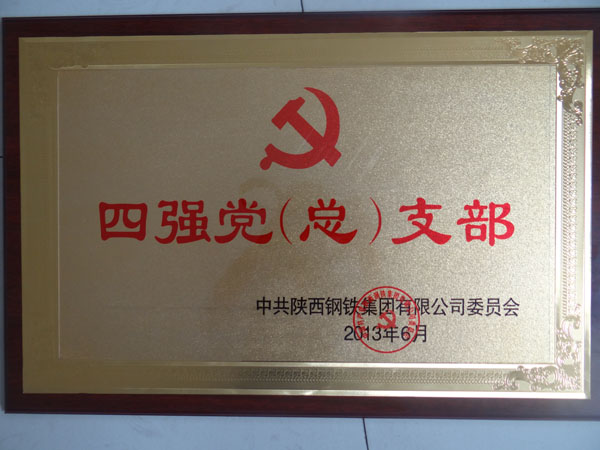 四强党(总)支部
中共陕西钢铁集团有限公司委员会
2013年6月